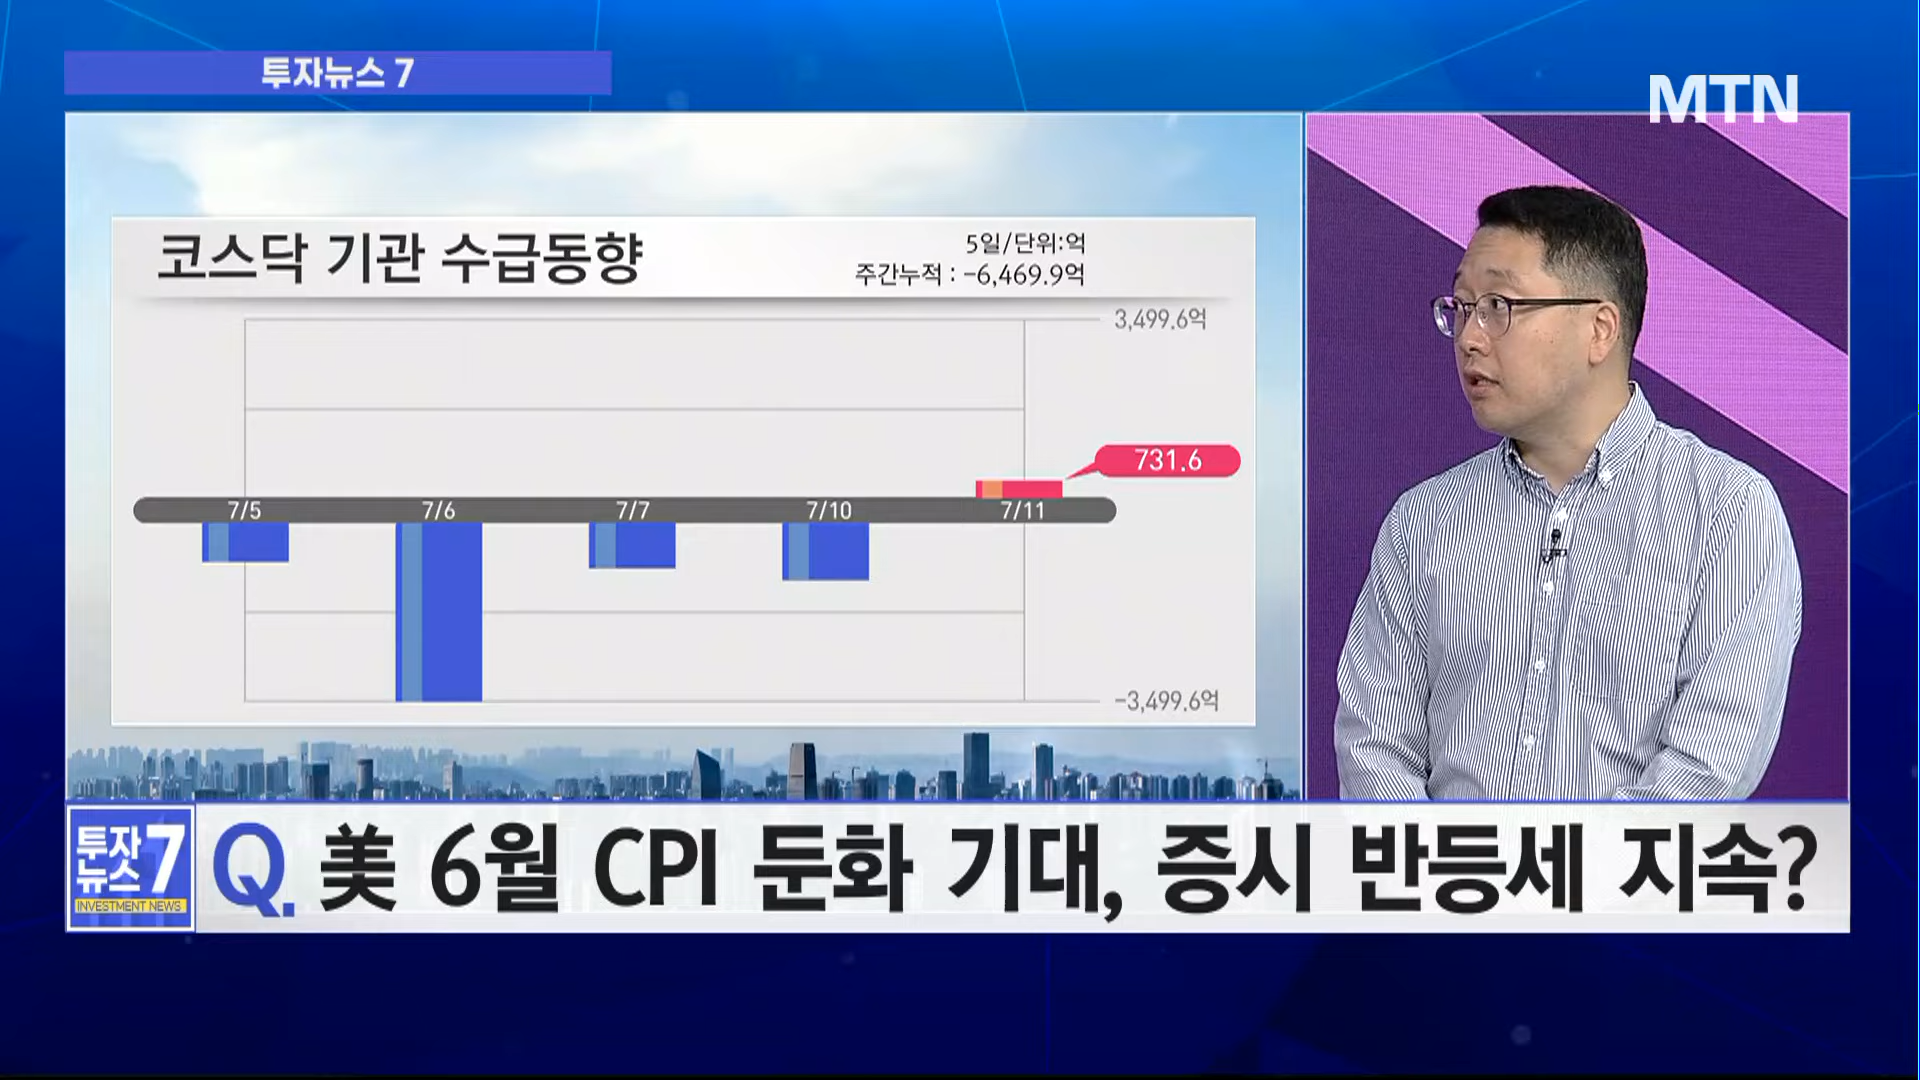 투자뉴스 7
MTN
코스닥 기관 수급동향
5일/단위:억
주간누적 : -6,469.9억
3,499.6억
731.6
7/5 7/6 7/7 7/10 7/11
-3,499.6억
투자
뉴스 7
INVESTMENT NEWS
Q. 美 6월 CPI 둔화 기대, 증시 반등세 지속?